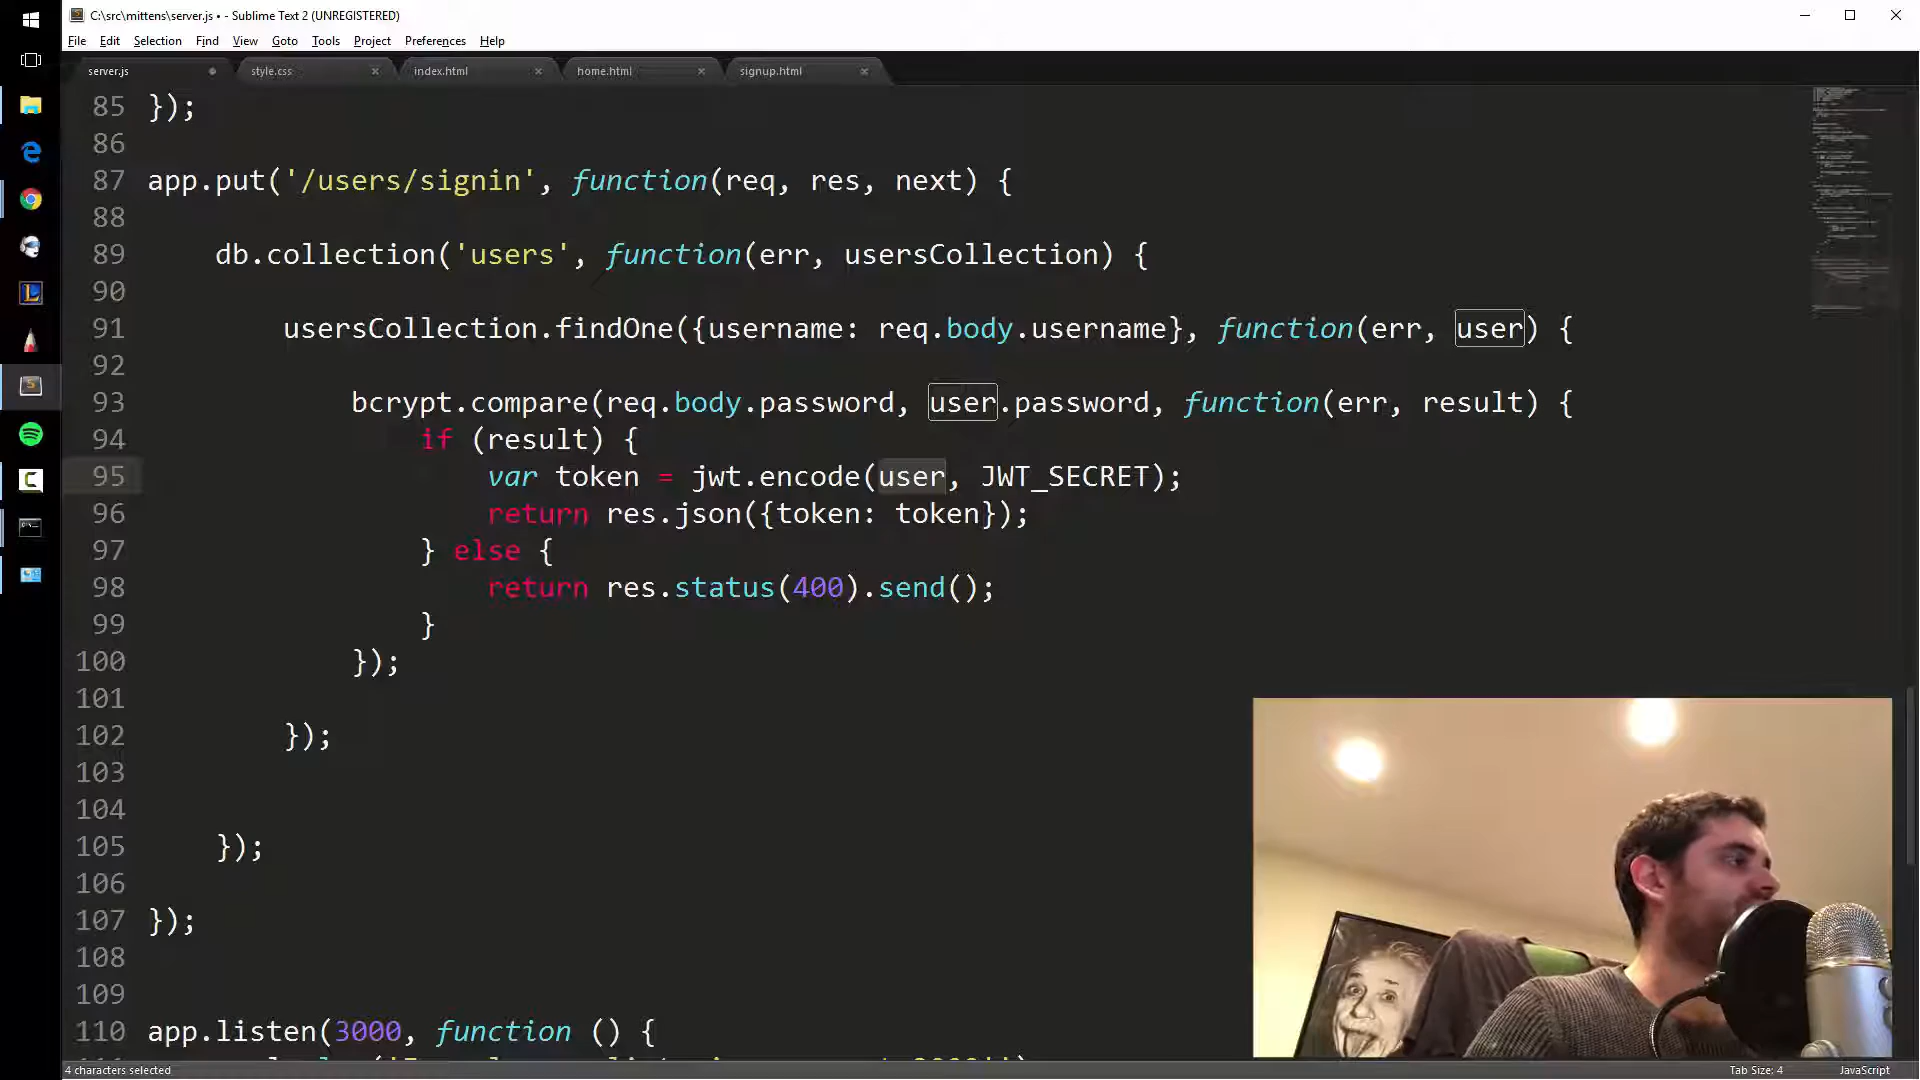 C:\src\mittens\server.js • - Sublime Text 2 (UNREGISTERED)
File Edit Selection Find View Goto Tools Project Preferences Help
server.js style.css index.html home.html signup.html
85 });
86
87 app.put('/users/signin', function(req, res, next) {
88
89 db.collection('users', function(err, usersCollection) {
90
91 usersCollection.findOne({username: req.body.username}, function(err, user) {
92
93 bcrypt.compare(req.body.password, user.password, function(err, result) {
94 if (result) {
95 var token = jwt.encode(user, JWT_SECRET);
96 return res.json({token: token});
97 } else {
98 return res.status(400).send();
99 }
100 });
101
102 });
103
104
105 });
106
107 });
108
109
110 app.listen(3000, function () {
4 characters selected
Tab Size: 4
JavaScript